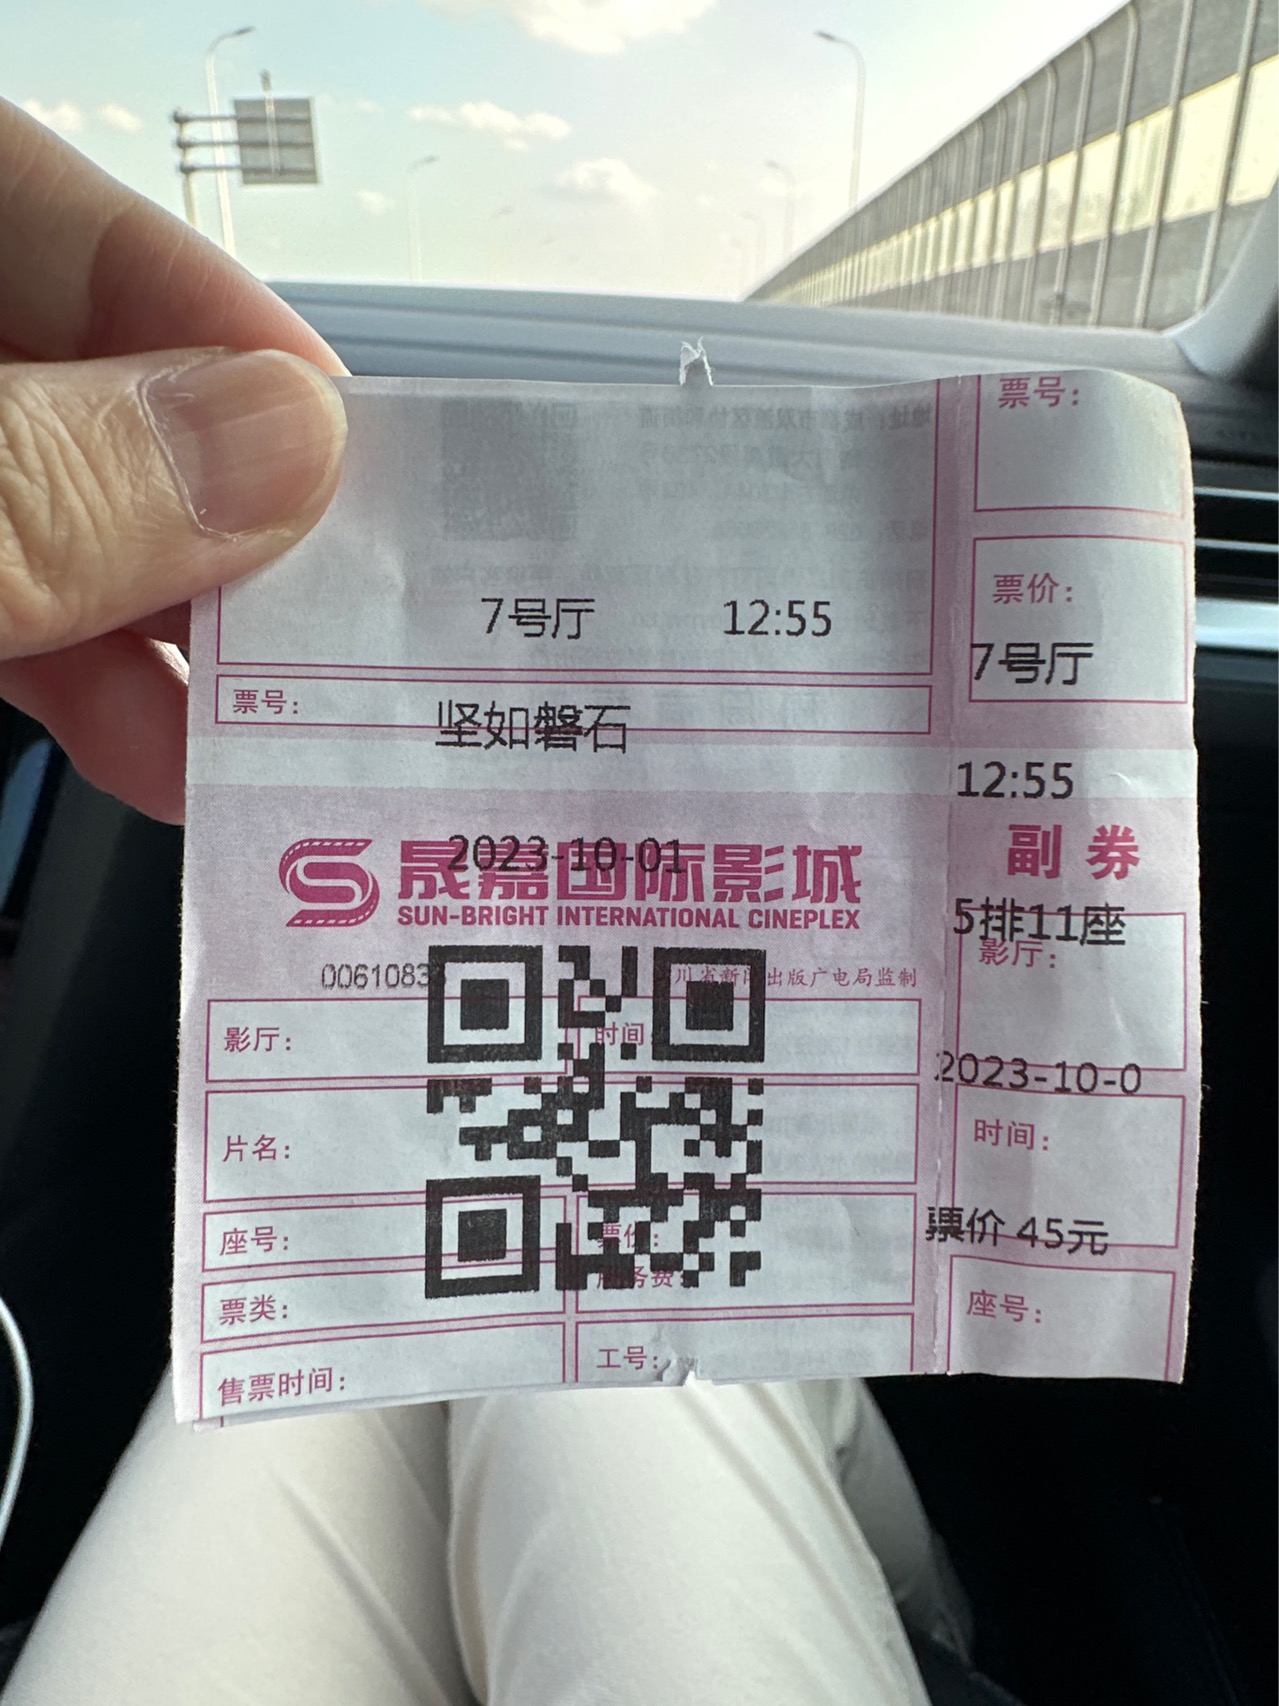 票号：
票价：
7号厅 12:55
7号厅
票号：
坚如磐石
12:55
副券
2023-10-01
晟嘉国际影城
SUN-BRIGHT INTERNATIONAL CINEPLEX
5排11座
影厅：
0061083
川省新闻出版广电局监制
影厅：
时间
2023-10-0
片名：
时间：
座号：
票价：
票价 45元
票类：
服务费：
座号：
售票时间：
工号：